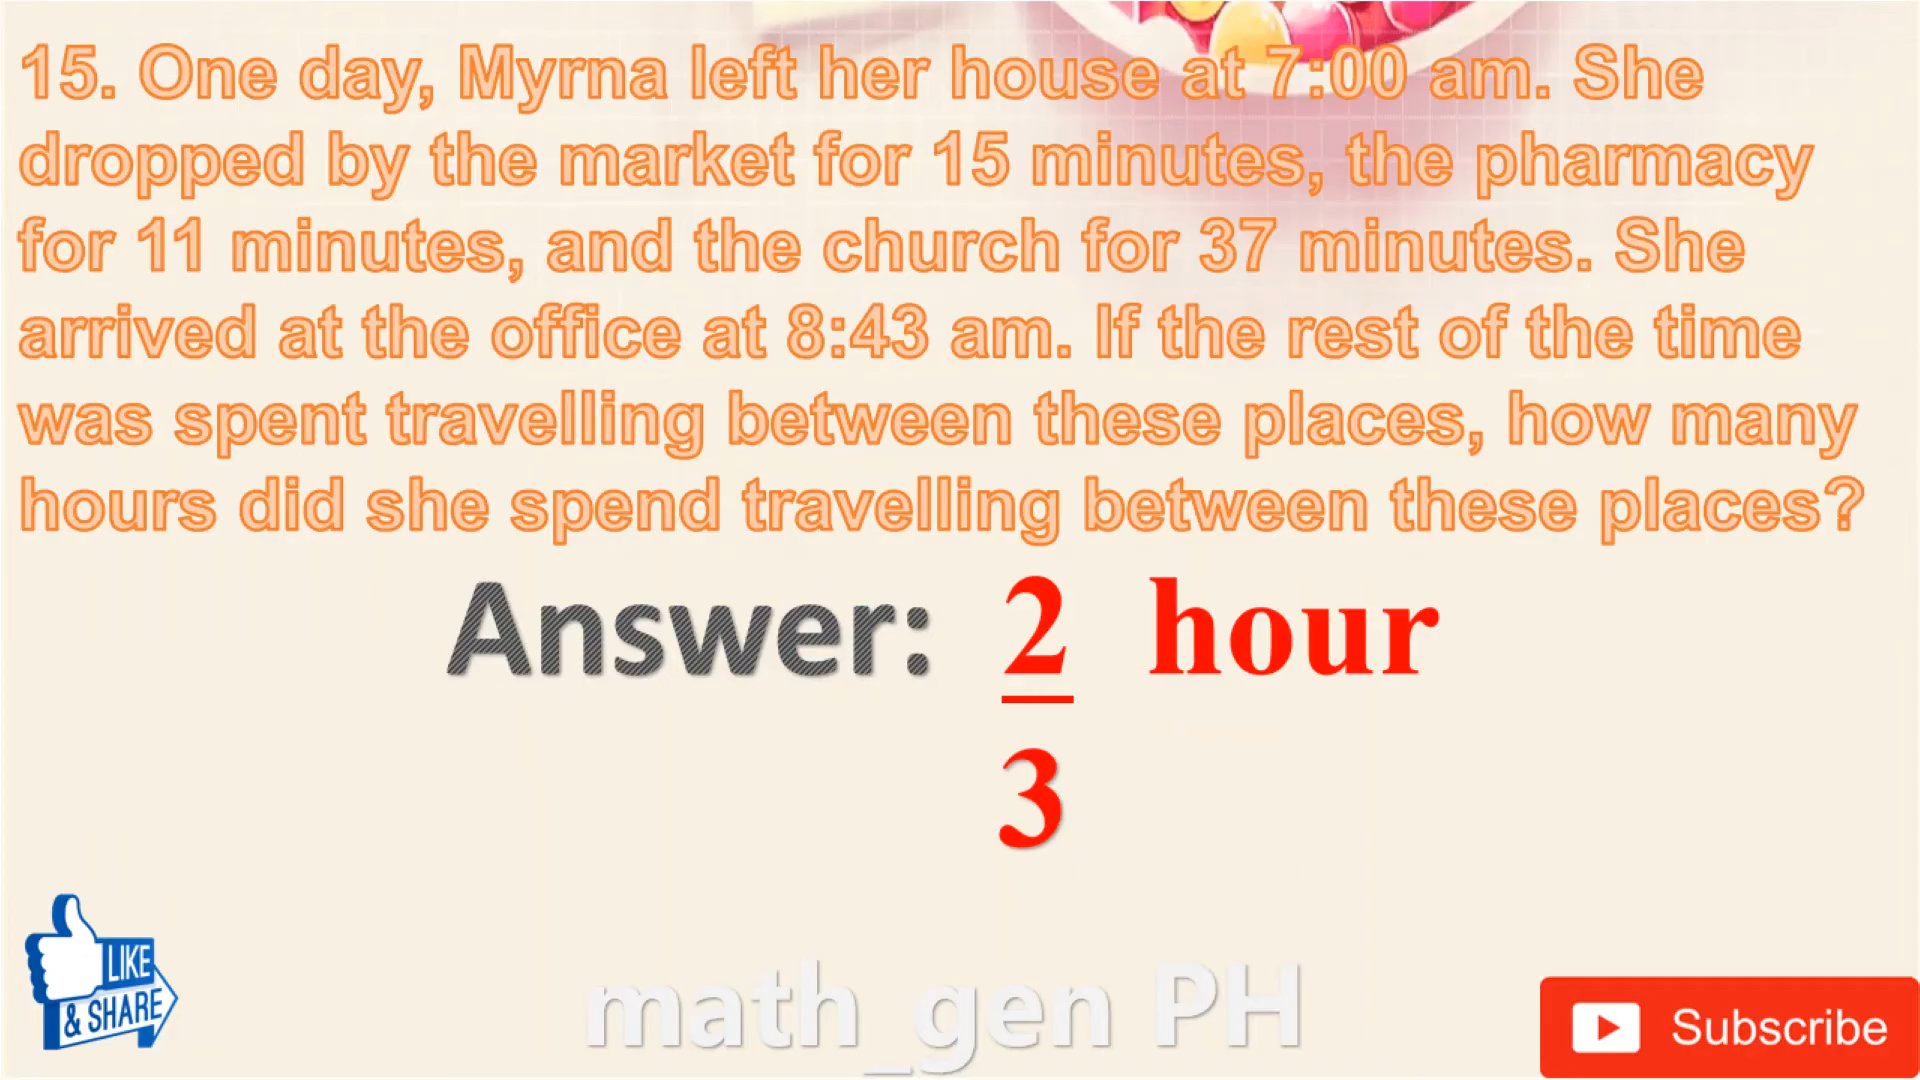 15. One day, Myrna left her house at 7:00 am. She
dropped by the market for 15 minutes, the pharmacy
for 11 minutes, and the church for 37 minutes. She
arrived at the office at 8:43 am. If the rest of the time
was spent travelling between these places, how many
hours did she spend travelling between these places?
Answer: 2 hour
3
LIKE
& SHARE
math_gen PH
Subscribe